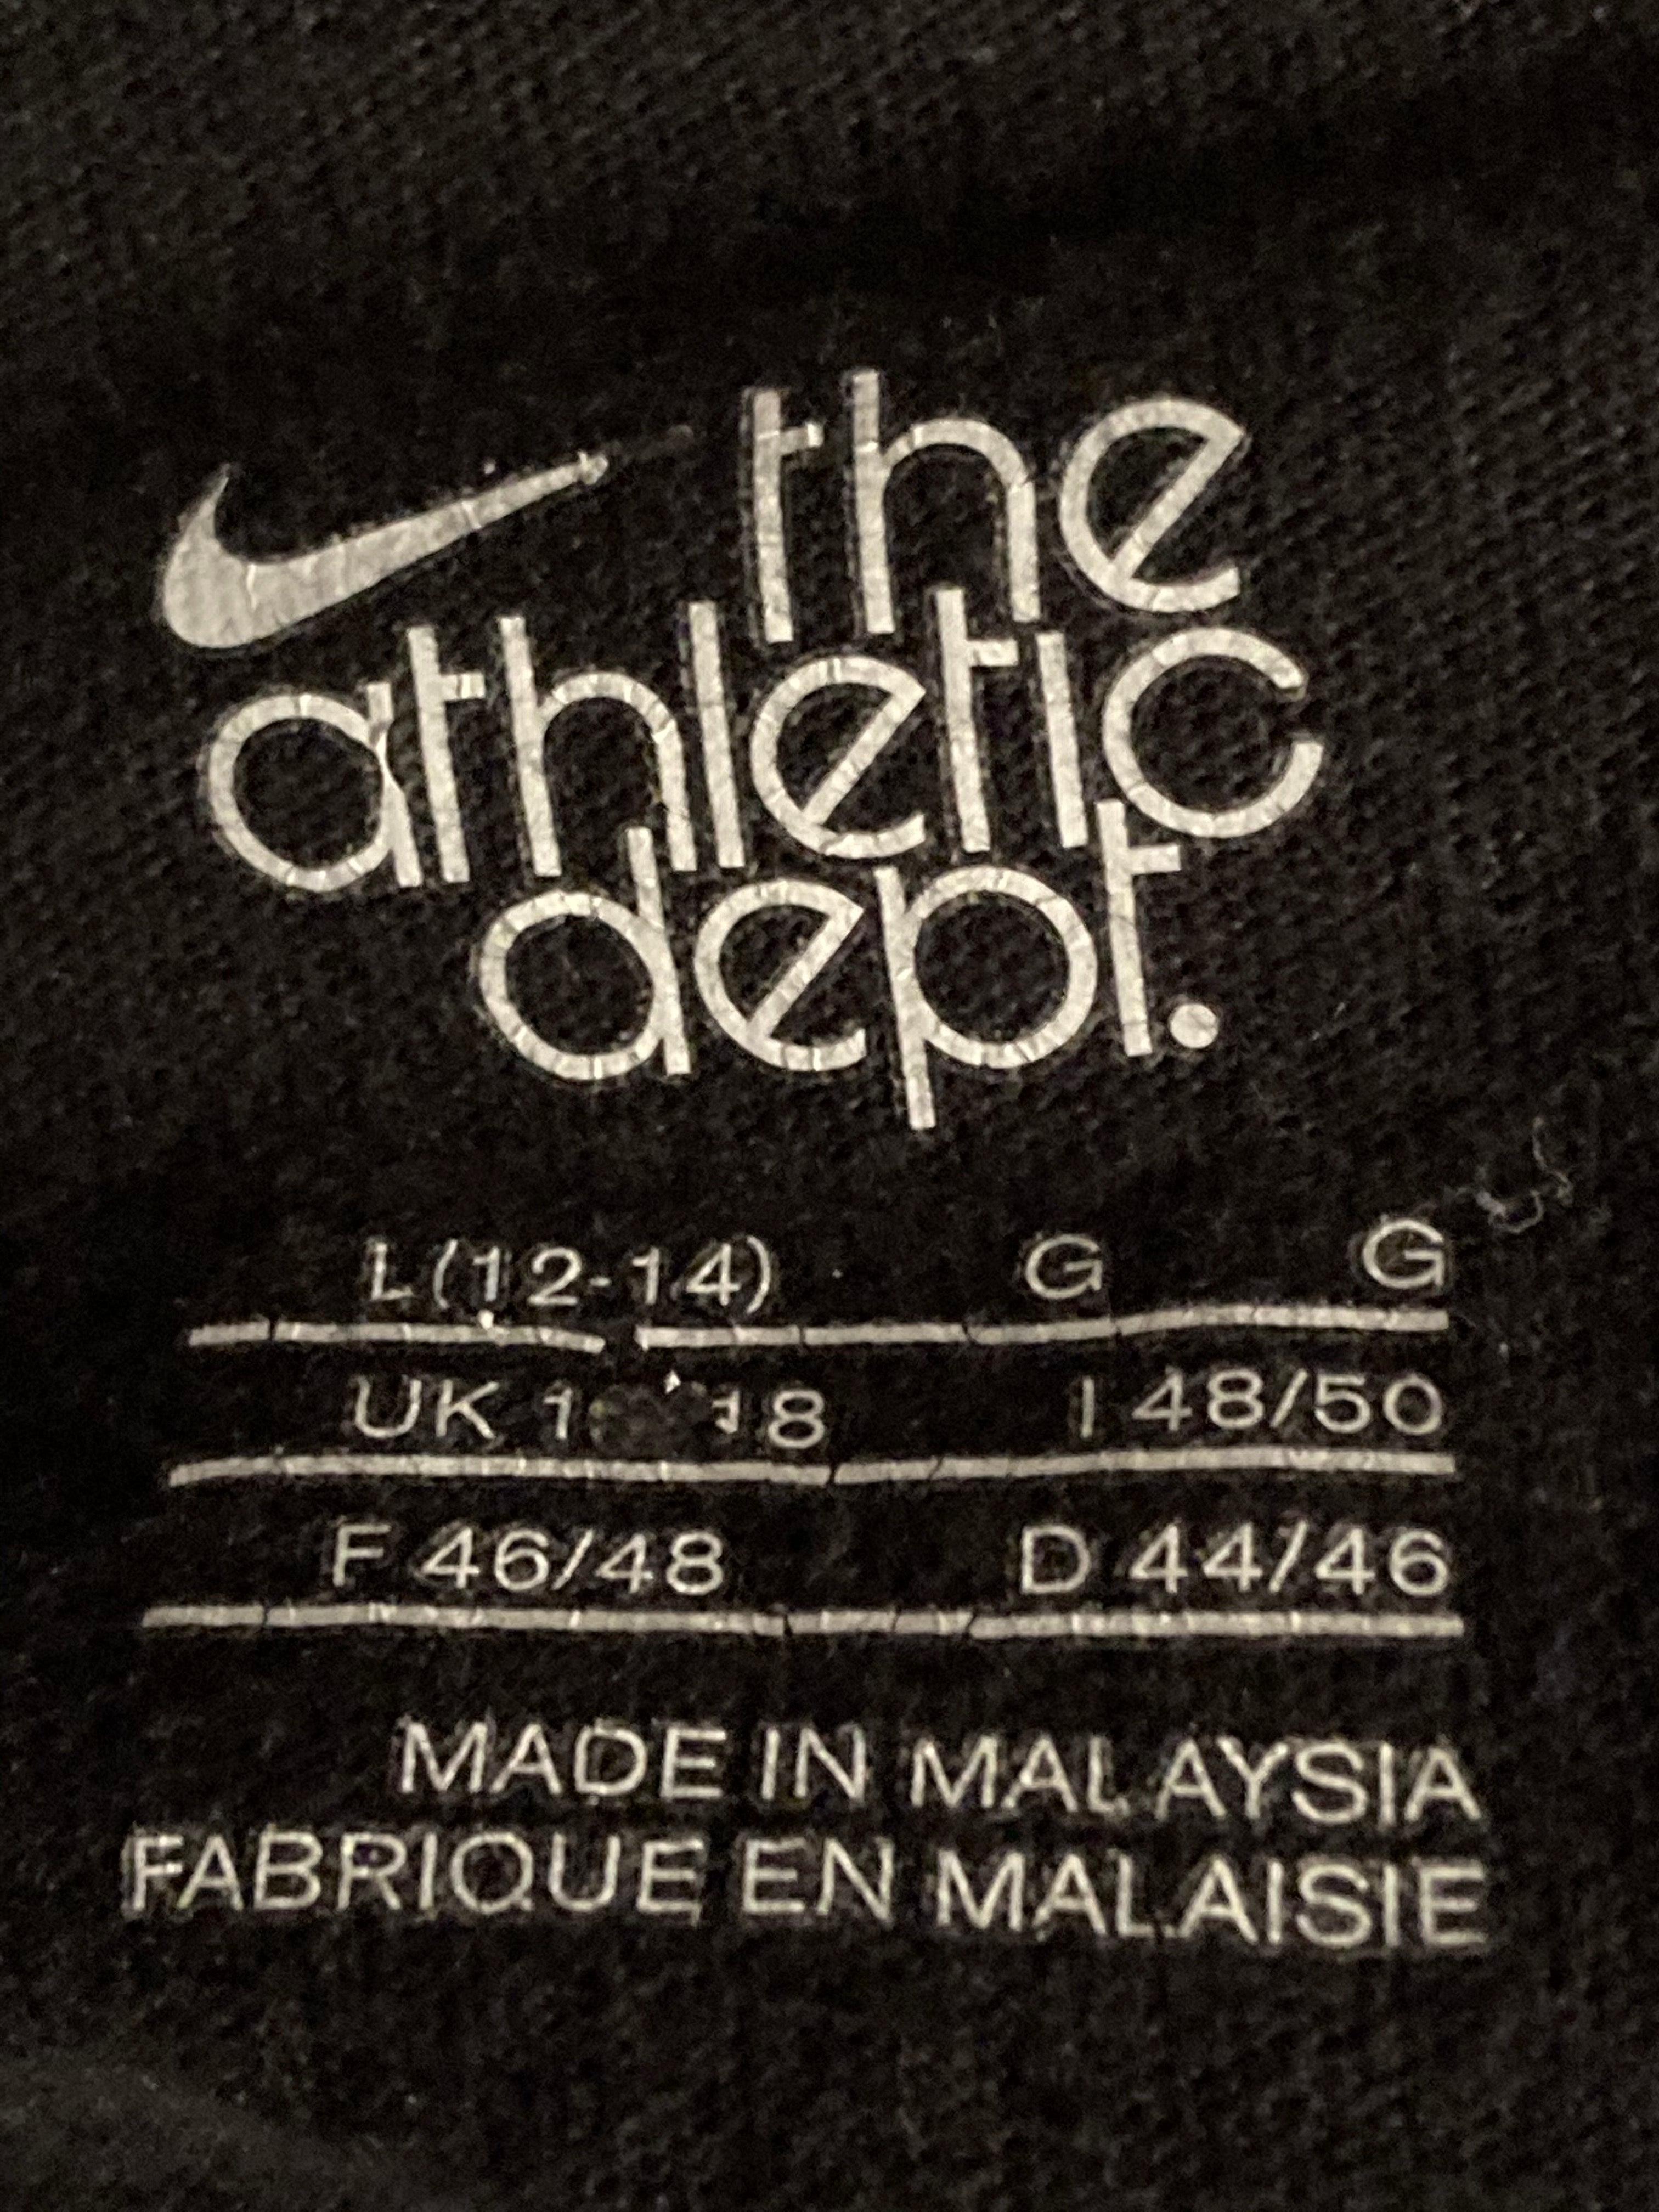 the
athletic
dept.
L(12-14) G G
UK 18 I 48/50
F 46/48 D 44/46
MADE IN MALAYSIA
FABRIQUE EN MALAISIE